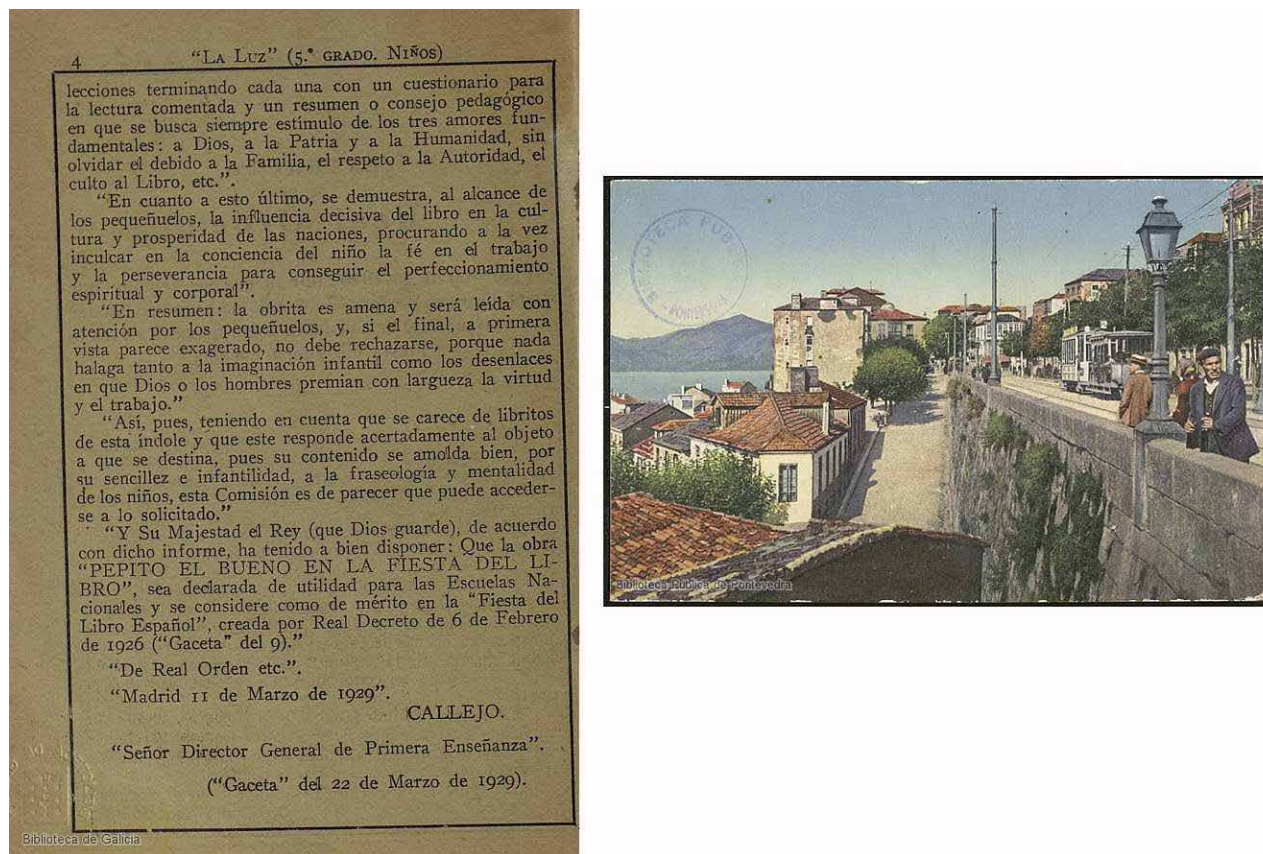 4 "LA LUZ" (5.° GRADO. NIÑOS)
lecciones terminando cada una con un cuestionario para
la lectura comentada y un resumen o consejo pedagógico
en que se busca siempre estímulo de los tres amores fun-
damentales: a Dios, a la Patria y a la Humanidad, sin
olvidar el debido a la Familia, el respeto a la Autoridad, el
culto al Libro, etc.".
"En cuanto a esto último, se demuestra, al alcance de
los pequeñuelos, la influencia decisiva del libro en la cul-
tura y prosperidad de las naciones, procurando a la vez
inculcar en la conciencia del niño la fé en el trabajo
y la perseverancia para conseguir el perfeccionamiento
espiritual y corporal".
"En resumen: la obrita es amena y será leída con
atención por los pequeñuelos, y, si el final, a primera
vista parece exagerado, no debe rechazarse, porque nada
halaga tanto a la imaginación infantil como los desenlaces
en que Dios o los hombres premian con largueza la virtud
y el trabajo."
"Así, pues, teniendo en cuenta que se carece de libritos
de esta índole y que este responde acertadamente al objeto
a que se destina, pues su contenido se amolda bien, por
su sencillez e infantilidad, a la fraseología y mentalidad
de los niños, esta Comisión es de parecer que puede acceder-
se a lo solicitado."
"Y Su Majestad el Rey (que Dios guarde), de acuerdo
con dicho informe, ha tenido a bien disponer: Que la obra
"PEPITO EL BUENO EN LA FIESTA DEL LI-
BRO", sea declarada de utilidad para las Escuelas Na-
cionales y se considere como de mérito en la "Fiesta del
Libro Español", creada por Real Decreto de 6 de Febrero
de 1926 ("Gaceta" del 9)."
"De Real Orden etc.".
"Madrid 11 de Marzo de 1929".
CALLEJO.
"Señor Director General de Primera Enseñanza".
("Gaceta" del 22 de Marzo de 1929).
Biblioteca de Galicia
Biblioteca Pública de Pontevedra